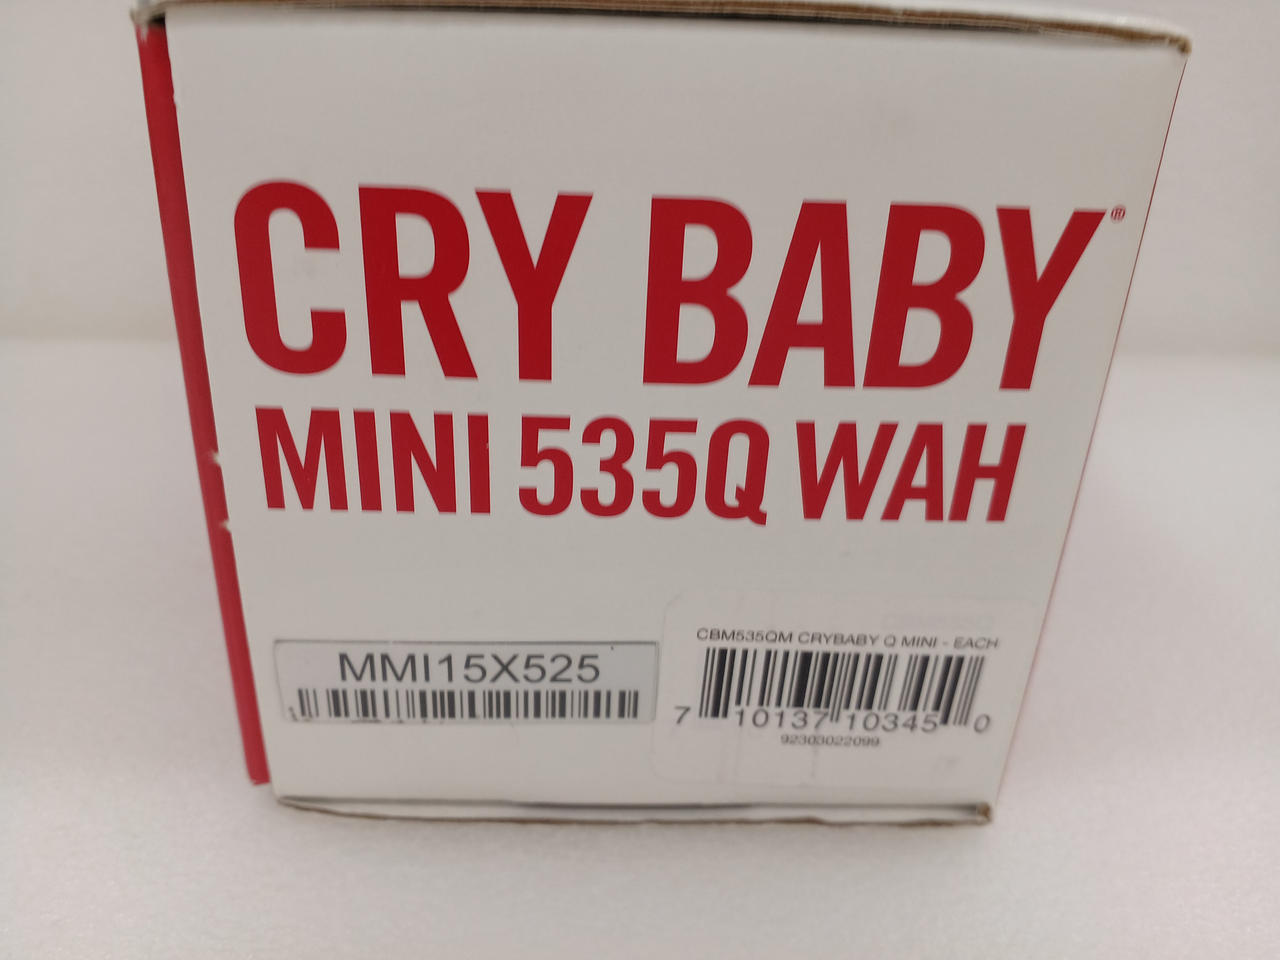 CRY BABY®
MINI 535Q WAH
MMI15X525
CBM535QM CRYBABY Q MINI - EACH
7 10137 10345 0
92303022099